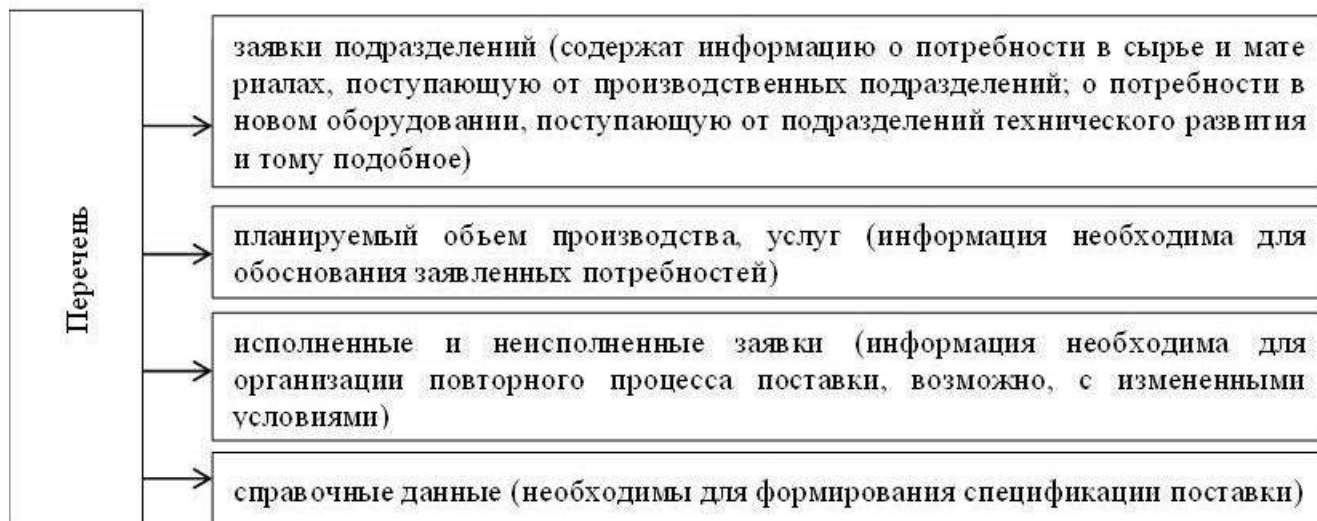 Перечень
заявки подразделений (содержат информацию о потребности в сырье и мате
риалах, поступающую от производственных подразделений; о потребности в
новом оборудовании, поступающую от подразделений технического развития
и тому подобное)
планируемый объем производства, услуг (информация необходима для
обоснования заявленных потребностей)
исполненные и неисполненные заявки (информация необходима для
организации повторного процесса поставки, возможно, с измененными
условиями)
справочные данные (необходимы для формирования спецификации поставки)